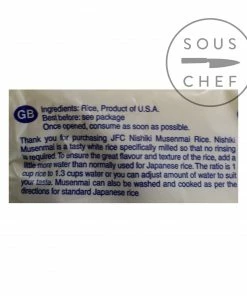 SOUS
CHEF
GB
Ingredients: Rice, Product of U.S.A.
Best before: see package
Once opened, consume as soon as possible.
Thank you for purchasing JFC Nishiki Musenmai Rice. Nishiki
Musenmai is a tasty white rice specifically milled so that no rinsing
is required. To ensure the great flavour and texture of the rice, add a
little more water than normally used for Japanese rice. The ratio is 1
cup rice to 1.3 cups water or you can adjust amount of water to suit
your taste. Musenmai can also be washed and cooked as per the
directions for standard Japanese rice